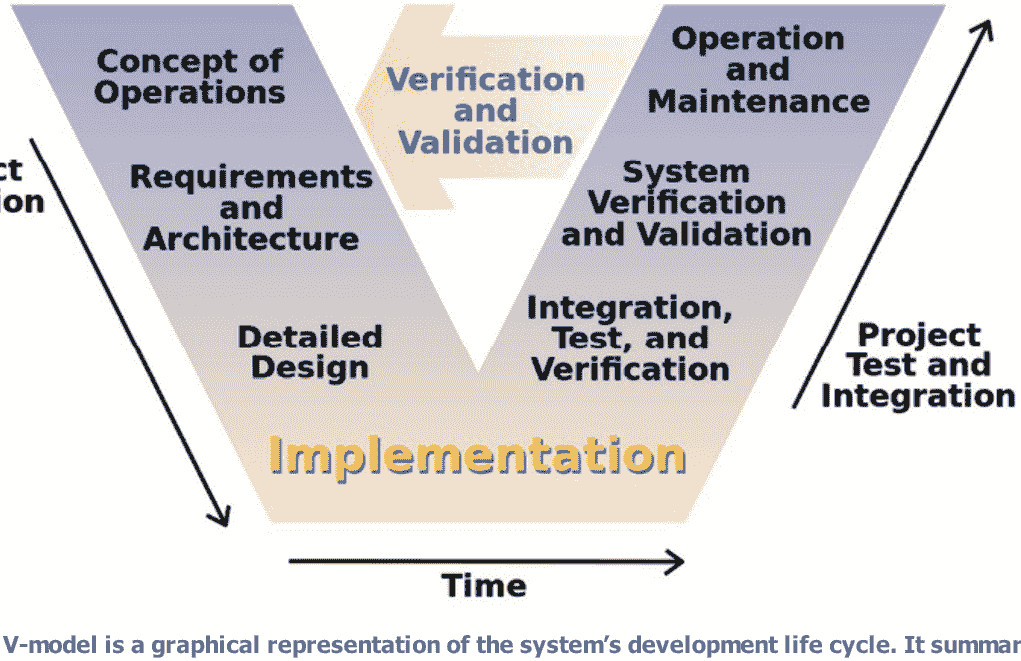 Concept of
Operations
Verification
and
Validation
Operation
and
Maintenance
Requirements
and
Architecture
System
Verification
and Validation
Detailed
Design
Integration,
Test, and
Verification
Project
Test and
Integration
Implementation
Time
V-model is a graphical representation of the system’s development life cycle. It